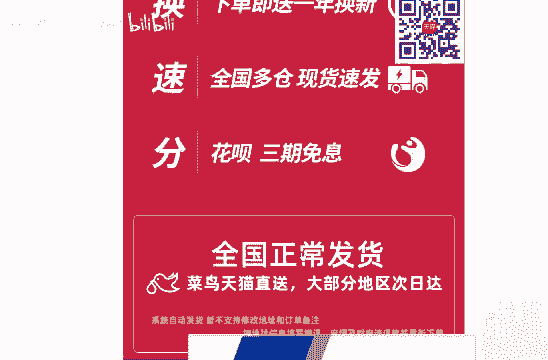 换 下单即送一年换新
bilibili
速 全国多仓 现货速发
分 花呗 三期免息
全国正常发货
菜鸟天猫直送，大部分地区次日达
系统自动发货 暂不支持修改地址和订单备注